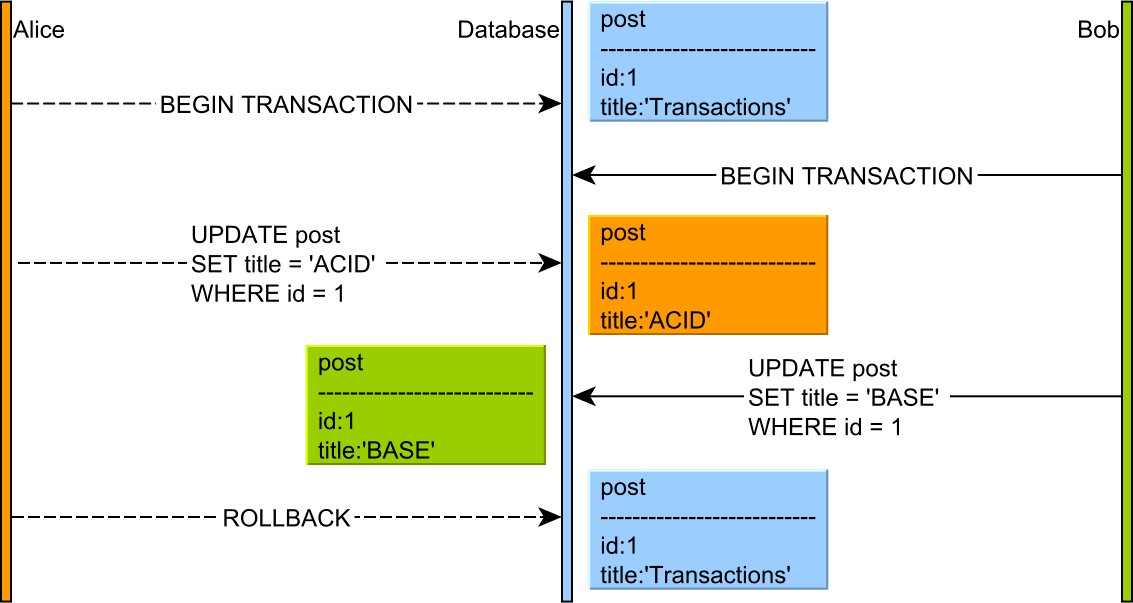 Alice
Database
Bob
post
---------------------------
id:1
title:'Transactions'
BEGIN TRANSACTION
BEGIN TRANSACTION
UPDATE post
SET title = 'ACID'
WHERE id = 1
post
---------------------------
id:1
title:'ACID'
post
---------------------------
id:1
title:'BASE'
UPDATE post
SET title = 'BASE'
WHERE id = 1
ROLLBACK
post
---------------------------
id:1
title:'Transactions'